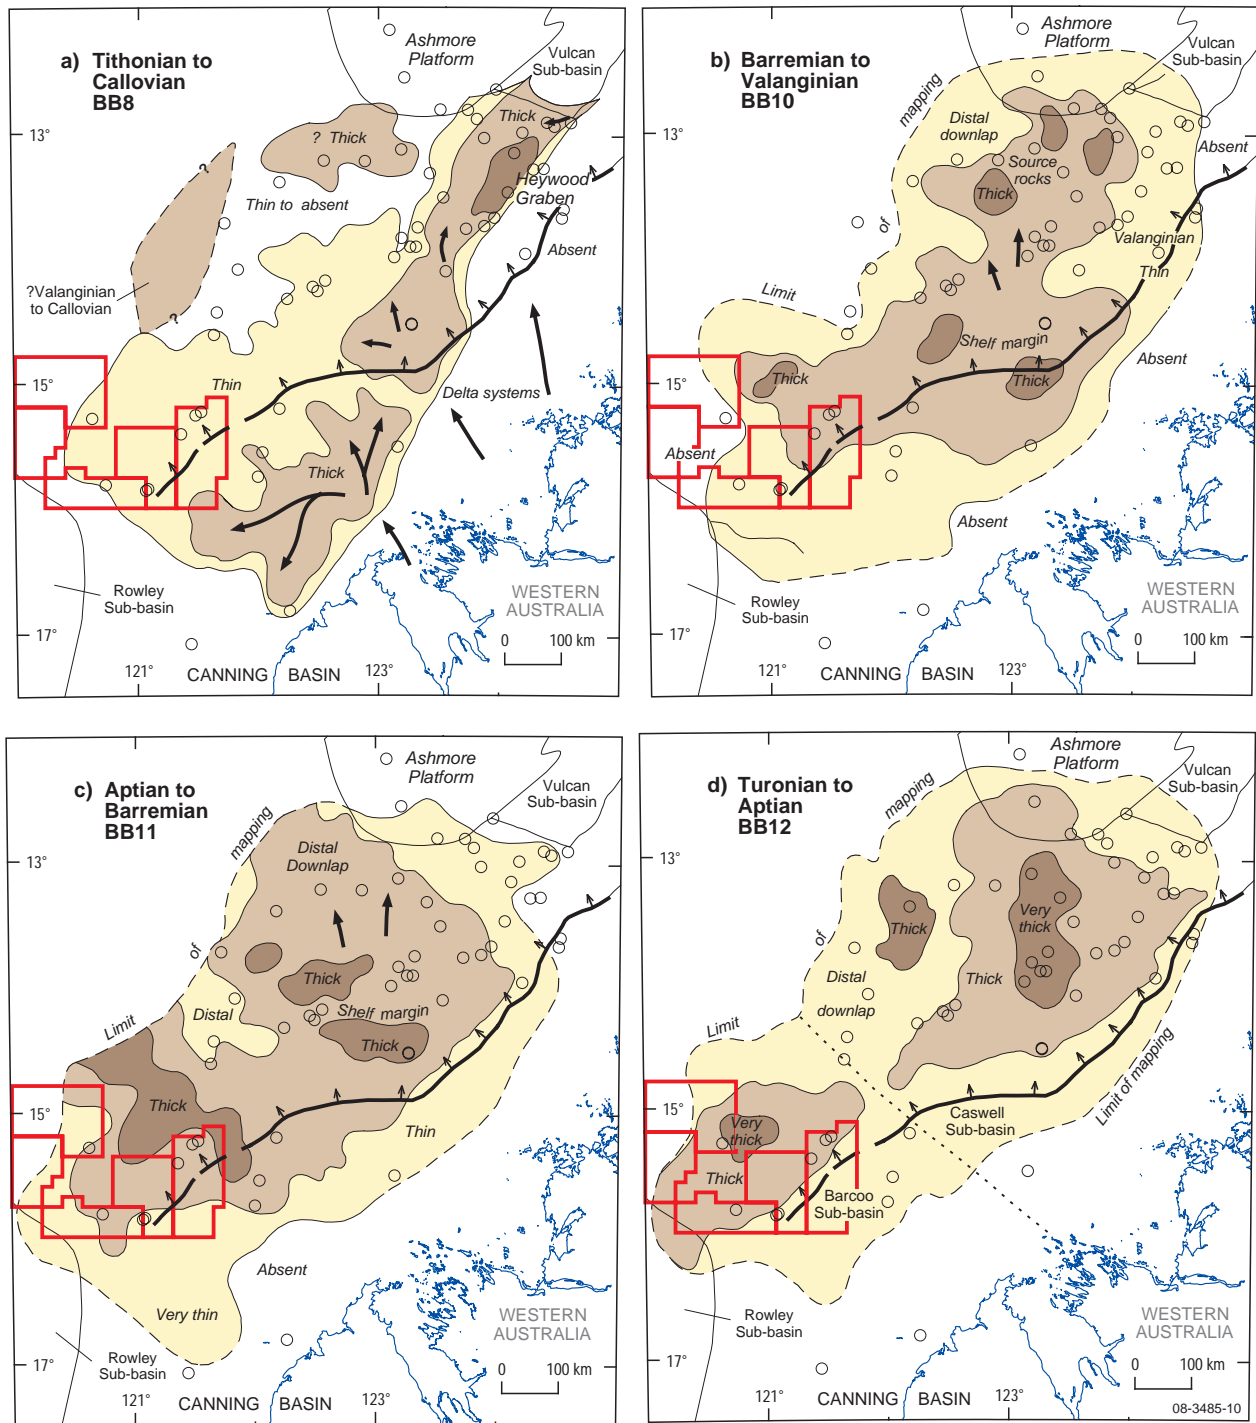 a) Tithonian to
Callovian
BB8
Ashmore
Platform
Vulcan
Sub-basin
13°
? Thick
Thick
?
Heywood
Graben
Thin to absent
Absent
?Valanginian
to Callovian
?
15°
Thin
Delta systems
Thick
Rowley
Sub-basin
WESTERN
AUSTRALIA
17°
0 100 km
121°
123°
CANNING BASIN
b) Barremian to
Valanginian
BB10
Ashmore
Platform
Vulcan
Sub-basin
mapping
13°
Distal
downlap
Absent
Source
rocks
Thick
of
Valanginian
Thin
Limit
Shelf margin
Absent
15°
Thick
Thick
Absent
Absent
Rowley
Sub-basin
WESTERN
AUSTRALIA
17°
0 100 km
121°
123°
CANNING BASIN
c) Aptian to
Barremian
BB11
Ashmore
Platform
Vulcan
Sub-basin
mapping
Distal
Downlap
13°
of
Thick
Limit
Distal
Shelf margin
Thick
Thick
15°
Thin
Absent
Very thin
WESTERN
AUSTRALIA
Rowley
Sub-basin
17°
0 100 km
121°
123°
CANNING BASIN
d) Turonian to
Aptian
BB12
Ashmore
Platform
Vulcan
Sub-basin
mapping
13°
Very
thick
Thick
of
Distal
downlap
Thick
Limit
Limit of mapping
15°
Very
thick
Caswell
Sub-basin
Thick
Barcoo
Sub-basin
Rowley
Sub-basin
WESTERN
AUSTRALIA
17°
0 100 km
121°
123°
CANNING BASIN
08-3485-10